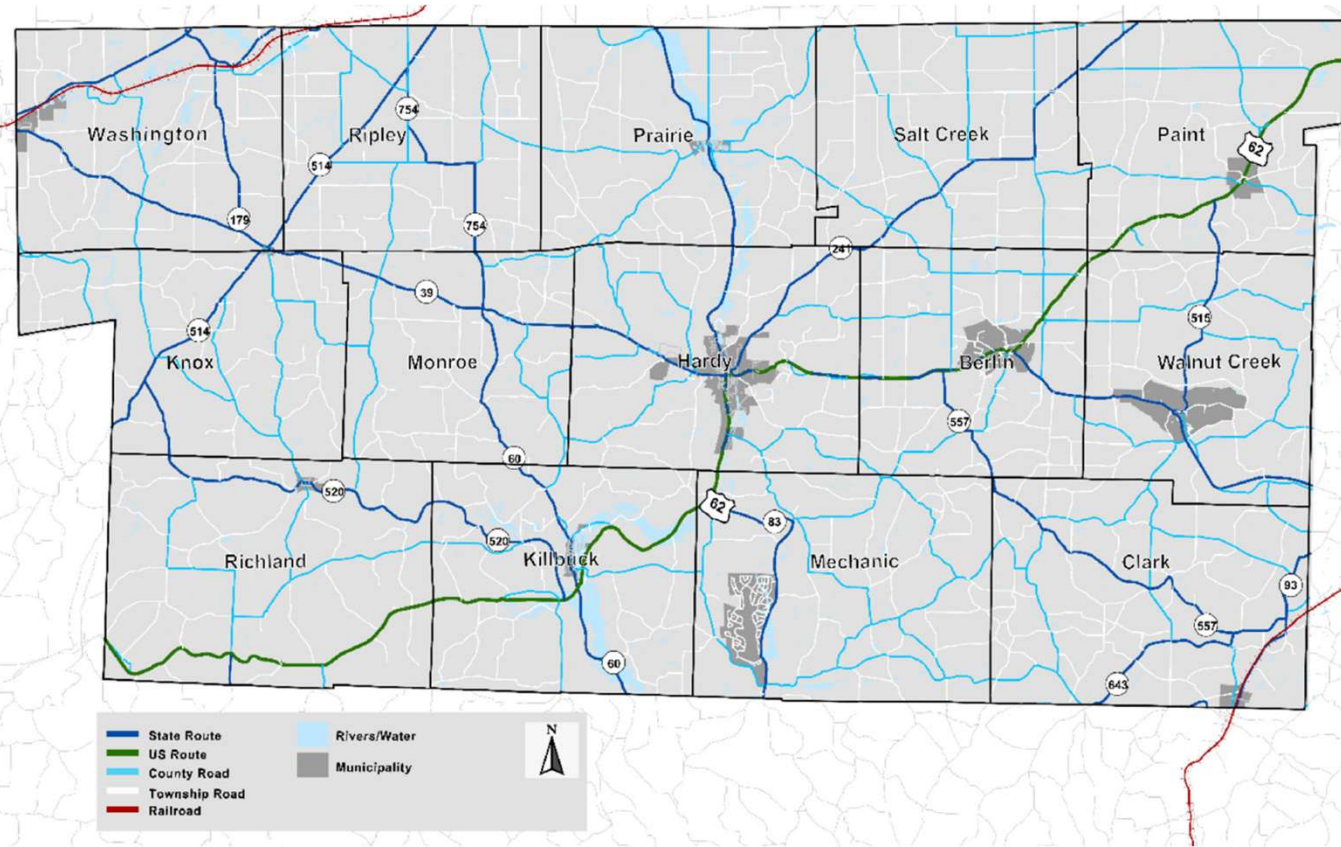 62
754
Washington
Ripley
Prairie
Salt Creek
Paint
514
179
754
241
39
515
514
Knox
Monroe
Hardy
Berlin
Walnut Creek
557
60
520
62
83
520
Richland
Killbuck
Mechanic
Clark
93
557
60
643
State Route
US Route
County Road
Township Road
Railroad
Rivers/Water
Municipality
N